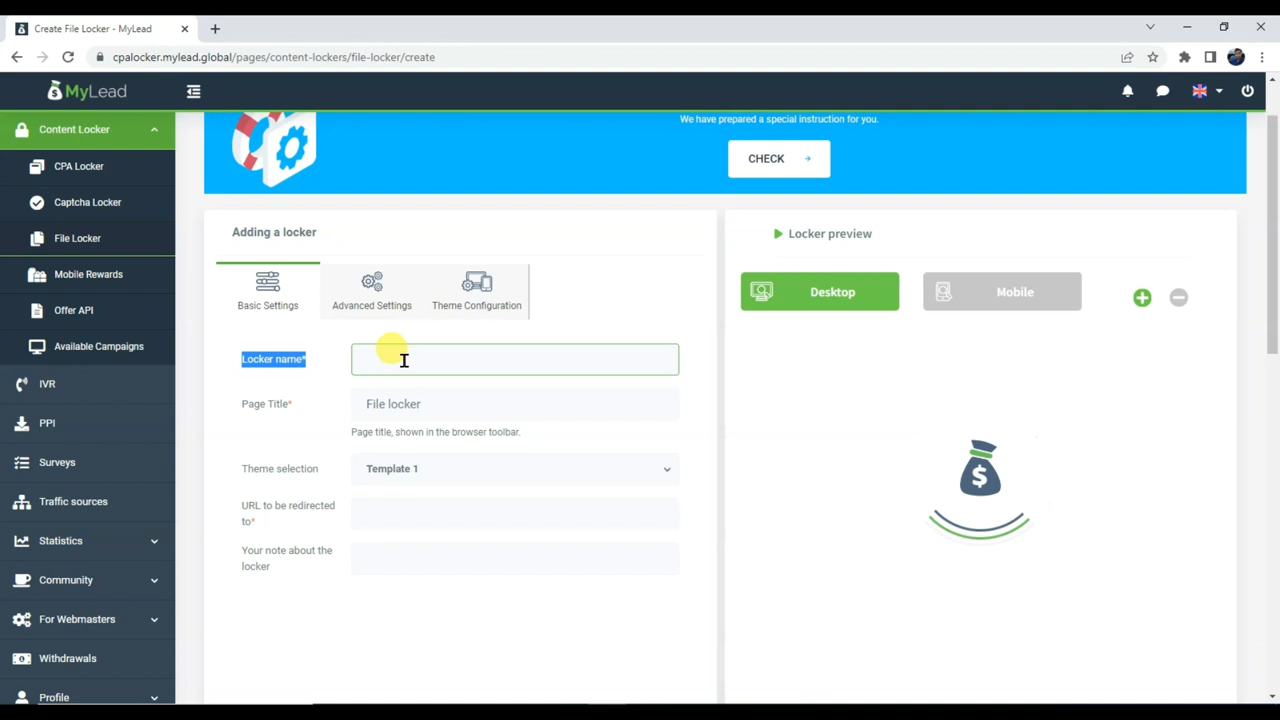 Create File Locker - MyLead
cpalocker.mylead.global/pages/content-lockers/file-locker/create
MyLead
Content Locker
CPA Locker
Captcha Locker
File Locker
Mobile Rewards
Offer API
Available Campaigns
IVR
PPI
Surveys
Traffic sources
Statistics
Community
For Webmasters
Withdrawals
Profile
We have prepared a special instruction for you.
CHECK
Adding a locker
Basic Settings
Advanced Settings
Theme Configuration
Locker name*
Page Title*
File locker
Page title, shown in the browser toolbar.
Theme selection
Template 1
URL to be redirected
to*
Your note about the
locker
Locker preview
Desktop
Mobile
$